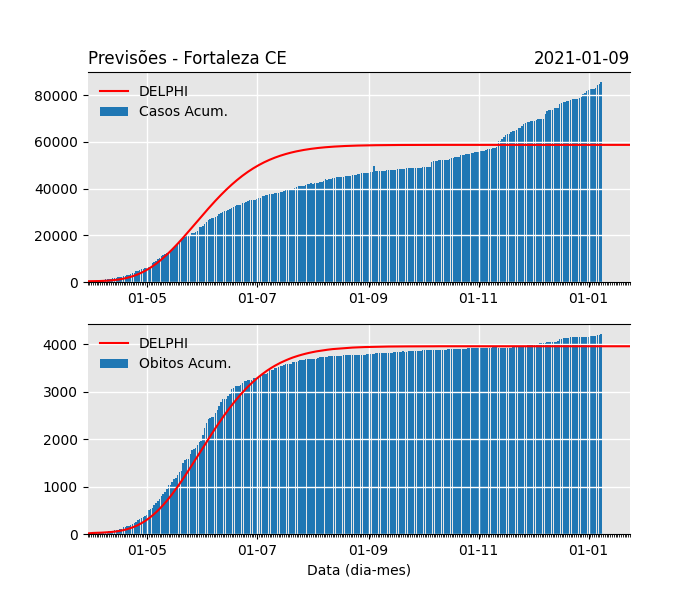 Previsões - Fortaleza CE 2021-01-09
DELPHI
Casos Acum.
80000
60000
40000
20000
0
01-05 01-07 01-09 01-11 01-01
DELPHI
Obitos Acum.
4000
3000
2000
1000
0
01-05 01-07 01-09 01-11 01-01
Data (dia-mes)